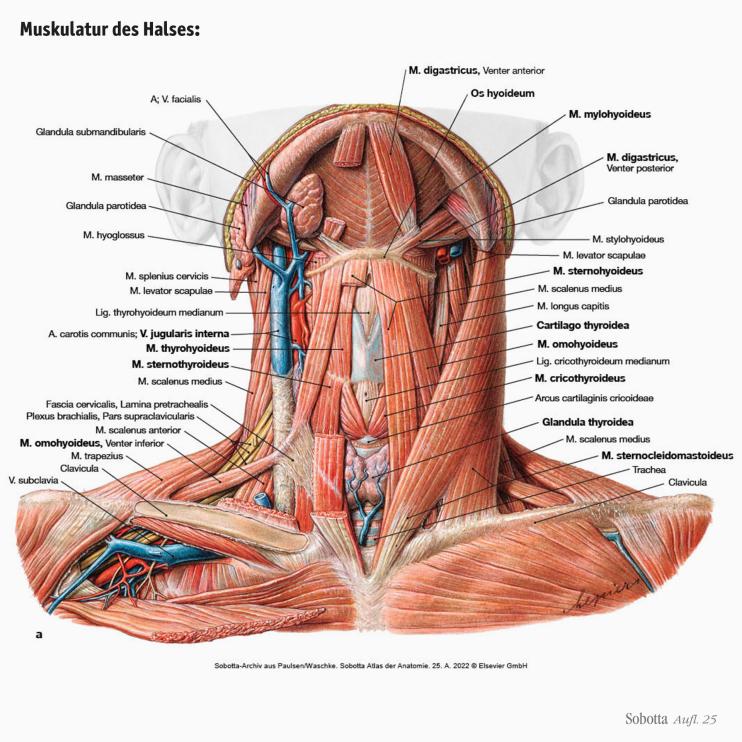 Muskulatur des Halses:
M. digastricus, Venter anterior
Os hyoideum
M. mylohyoideus
M. digastricus,
Venter posterior
Glandula parotidea
M. stylohyoideus
M. levator scapulae
M. sternohyoideus
M. scalenus medius
M. longus capitis
Cartilago thyroidea
M. omohyoideus
Lig. cricothyroideum medianum
M. cricothyroideus
Arcus cartilaginis cricoideae
Glandula thyroidea
M. scalenus medius
M. sternocleidomastoideus
Trachea
Clavicula
A; V. facialis
Glandula submandibularis
M. masseter
Glandula parotidea
M. hyoglossus
M. splenius cervicis
M. levator scapulae
Lig. thyrohyoideum medianum
A. carotis communis; V. jugularis interna
M. thyrohyoideus
M. sternothyroideus
M. scalenus medius
Fascia cervicalis, Lamina pretrachealis
Plexus brachialis, Pars supraclavicularis
M. scalenus anterior
M. omohyoideus, Venter inferior
M. trapezius
Clavicula
V. subclavia
a
Sobotta-Archiv aus Paulsen/Waschke. Sobotta Atlas der Anatomie. 25. A. 2022 © Elsevier GmbH
Sobotta Aufl. 25